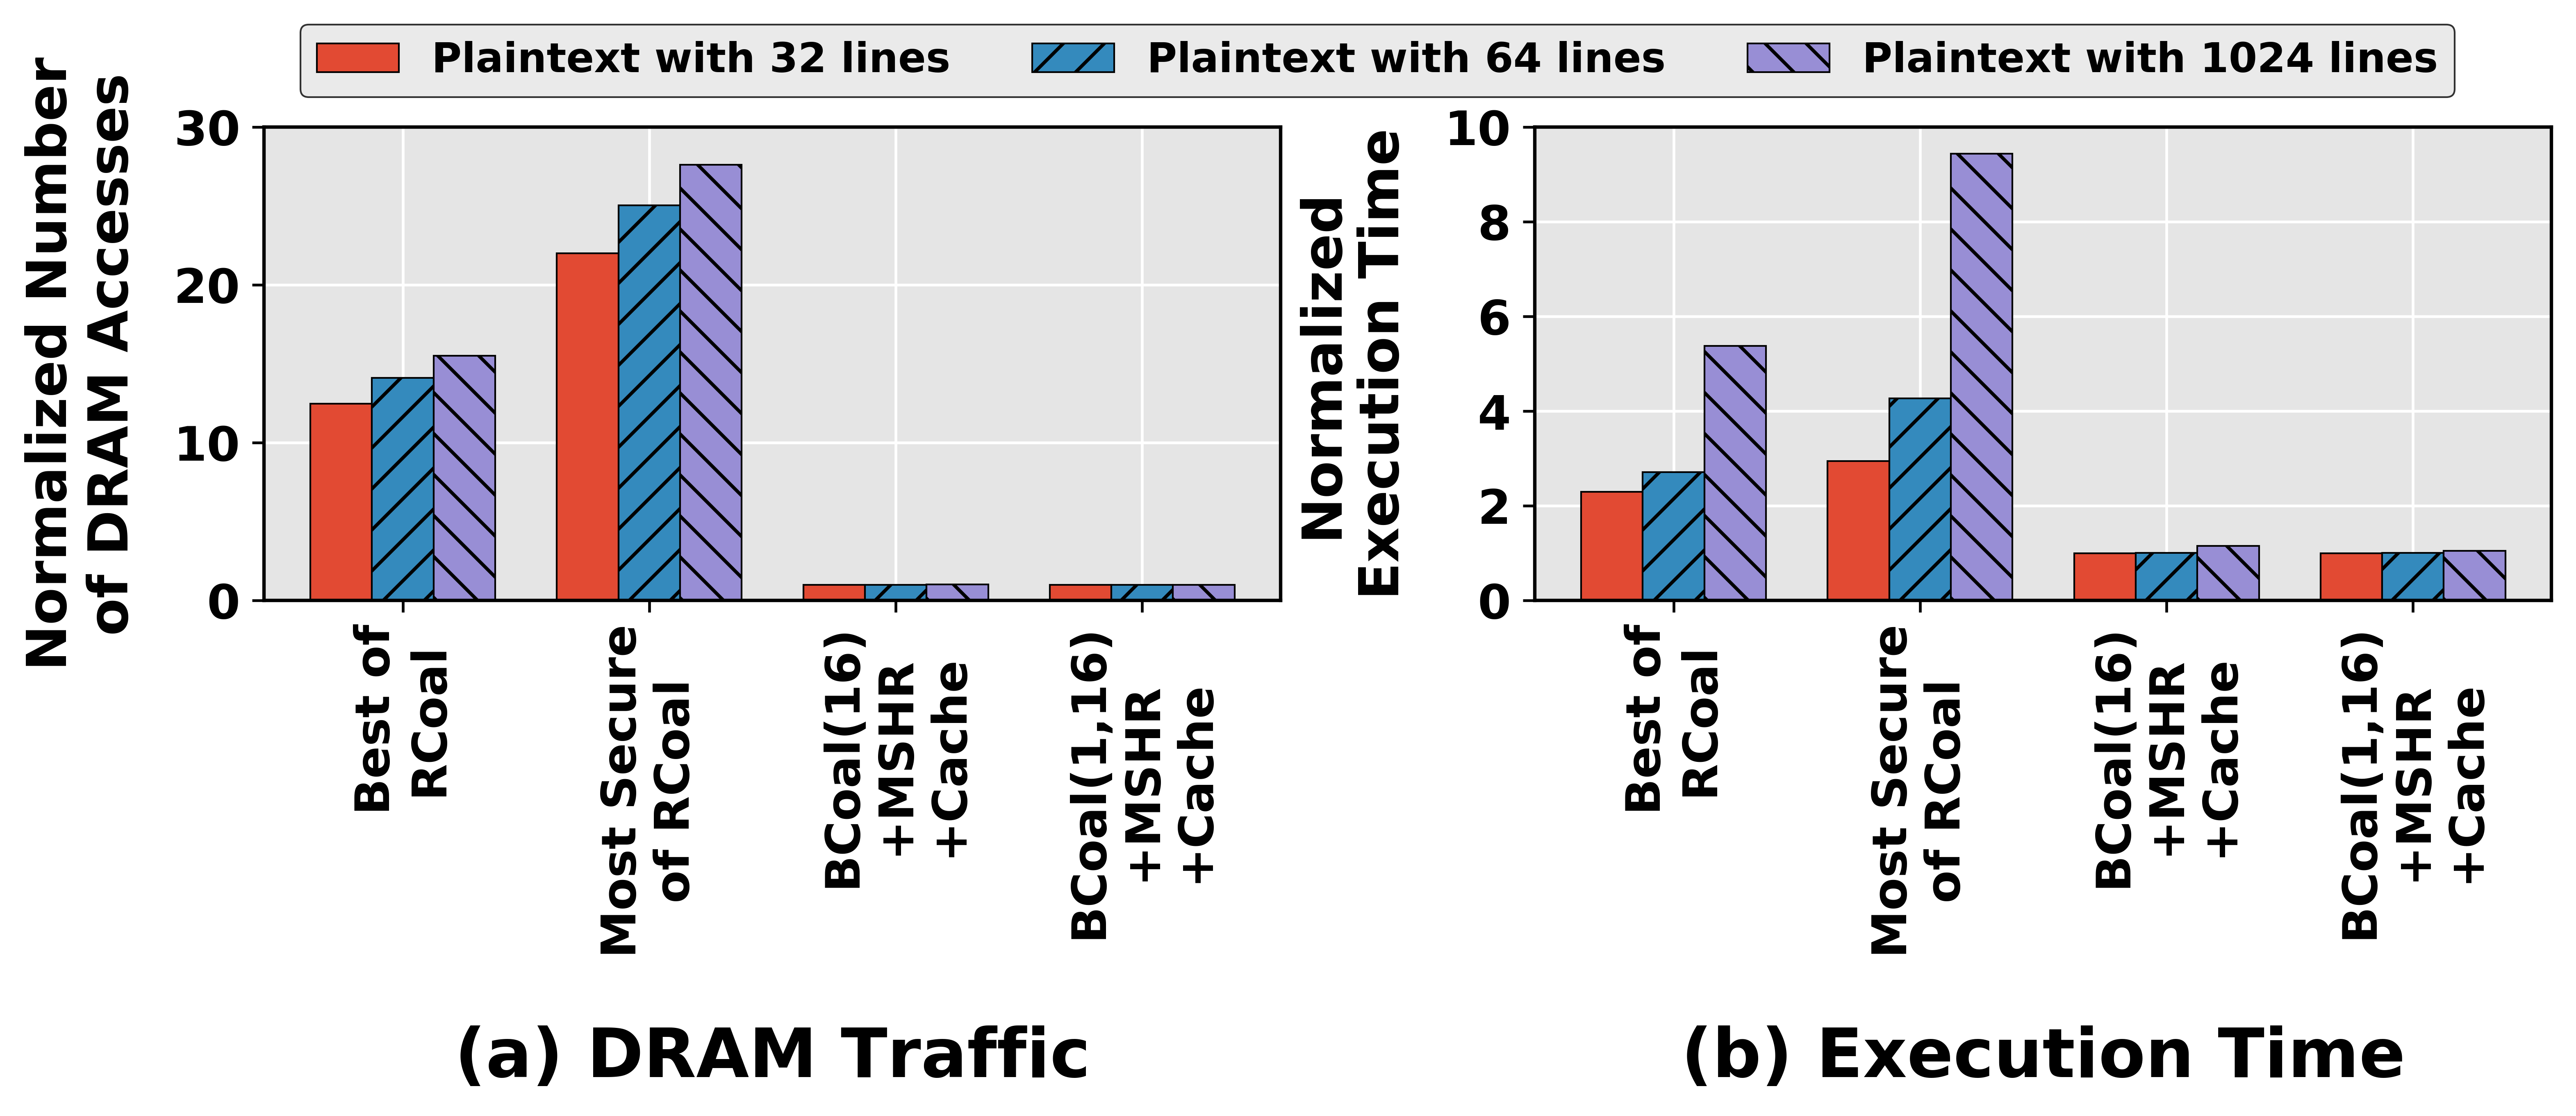 Plaintext with 32 lines
Plaintext with 64 lines
Plaintext with 1024 lines
Normalized Number
of DRAM Accesses
30
20
10
0
Best of
RCoal
Most Secure
of RCoal
BCoal(16)
+MSHR
+Cache
BCoal(1,16)
+MSHR
+Cache
(a) DRAM Traffic
Normalized
Execution Time
10
8
6
4
2
0
Best of
RCoal
Most Secure
of RCoal
BCoal(16)
+MSHR
+Cache
BCoal(1,16)
+MSHR
+Cache
(b) Execution Time